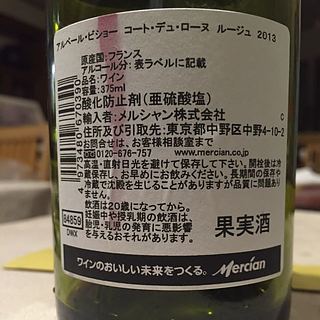 アルベール・ビショー コート・デュ・ローヌ ルージュ 2013
原産国:フランス
アルコール分:表ラベルに記載
品名:ワイン
容量:375ml
酸化防止剤(亜硫酸塩) C
輸入者:メルシャン株式会社
住所及び引取先:東京都中野区中野4-10-2
お問合せは、お客様相談室まで
0120-676-757 www.mercian.co.jp
高温・直射日光を避けて保存して下さい。開栓後は冷
蔵保存し、お早めにお飲みください。長期保存などや
冷蔵で沈殿を生じることがありますが品質に問題あり
ません。
飲酒は20歳になってから。
妊娠中や授乳期の飲酒は、
胎児・乳児の発育に悪影響
を与えるおそれがあります。
果実酒
4 973480 670390
84859
DWX
ワインのおいしい未来をつくる。 Mercian